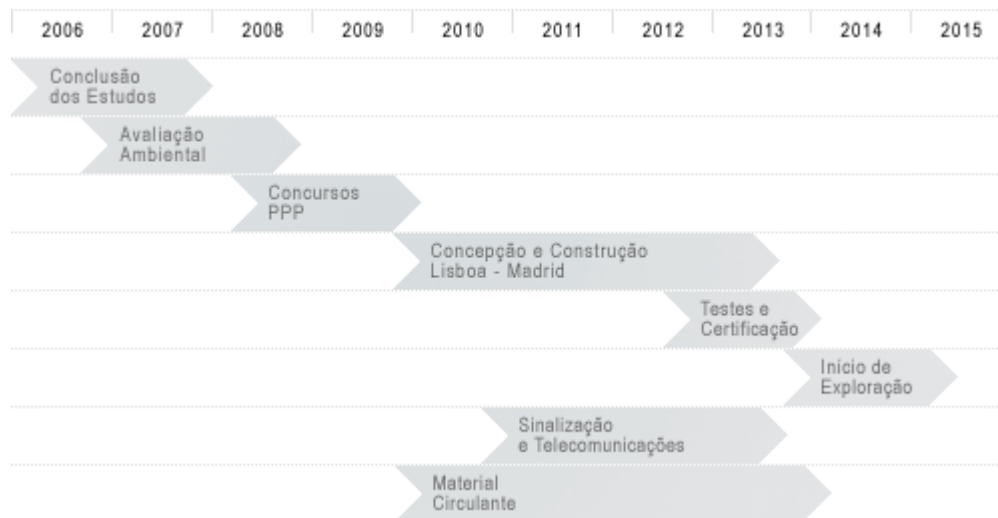 2006 2007 2008 2009 2010 2011 2012 2013 2014 2015
Conclusão
dos Estudos
Avaliação
Ambiental
Concursos
PPP
Concepção e Construção
Lisboa - Madrid
Testes e
Certificação
Início de
Exploração
Sinalização
e Telecomunicações
Material
Circulante